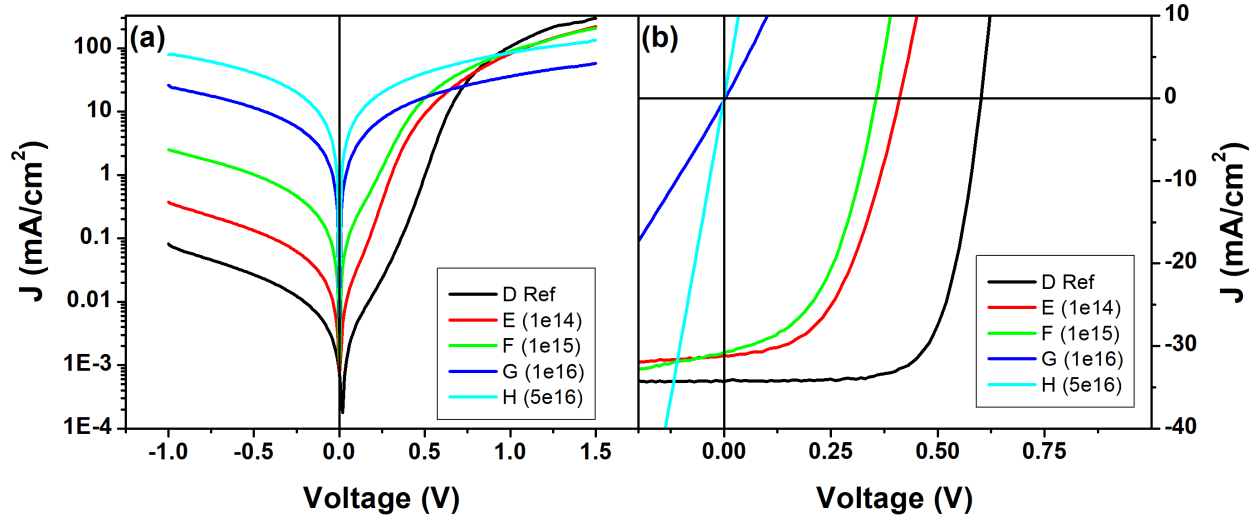 (a)
100
10
1
0.1
0.01
1E-3
1E-4
J (mA/cm²)
-1.0 -0.5 0.0 0.5 1.0 1.5
Voltage (V)
D Ref
E (1e14)
F (1e15)
G (1e16)
H (5e16)
(b)
10
0
-10
-20
-30
-40
J (mA/cm²)
0.00 0.25 0.50 0.75
Voltage (V)
D Ref
E (1e14)
F (1e15)
G (1e16)
H (5e16)